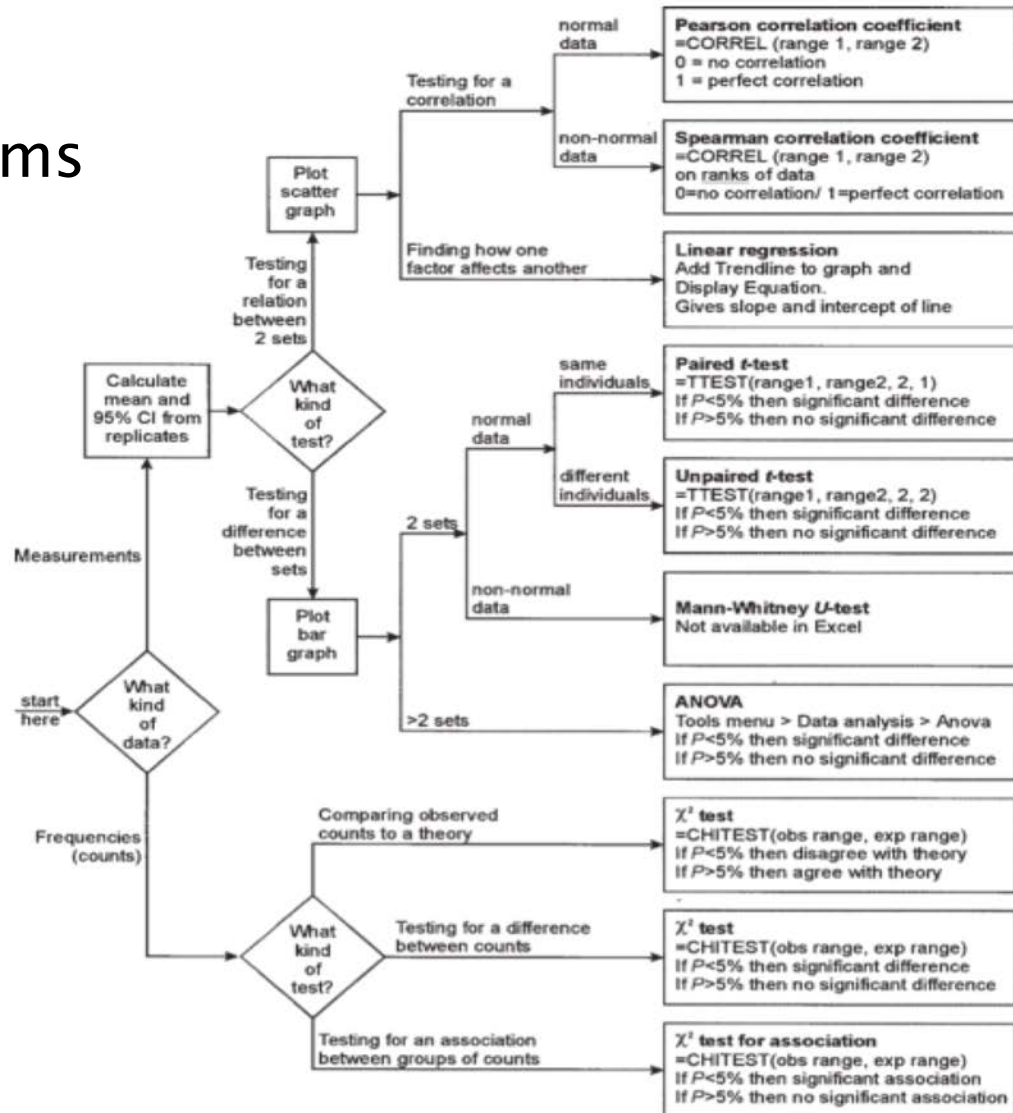 ms
start
here
What
kind
of
data?
Measurements
Calculate
mean and
95% CI from
replicates
What
kind
of
test?
Testing
for a
relation
between
2 sets
Plot
scatter
graph
Testing for a
correlation
normal
data
Pearson correlation coefficient
=CORREL (range 1, range 2)
0 = no correlation
1 = perfect correlation
non-normal
data
Spearman correlation coefficient
=CORREL (range 1, range 2)
on ranks of data
0=no correlation/ 1=perfect correlation
Finding how one
factor affects another
Linear regression
Add Trendline to graph and
Display Equation.
Gives slope and intercept of line
Testing
for a
difference
between
sets
Plot
bar
graph
2 sets
normal
data
same
individuals
Paired t-test
=TTEST(range1, range2, 2, 1)
If P<5% then significant difference
If P>5% then no significant difference
different
individuals
Unpaired t-test
=TTEST(range1, range2, 2, 2)
If P<5% then significant difference
If P>5% then no significant difference
non-normal
data
Mann-Whitney U-test
Not available in Excel
>2 sets
ANOVA
Tools menu > Data analysis > Anova
If P<5% then significant difference
If P>5% then no significant difference
Frequencies
(counts)
What
kind
of
test?
Comparing observed
counts to a theory
χ² test
=CHITEST(obs range, exp range)
If P<5% then disagree with theory
If P>5% then agree with theory
Testing for a difference
between counts
χ² test
=CHITEST(obs range, exp range)
If P<5% then significant difference
If P>5% then no significant difference
Testing for an association
between groups of counts
χ² test for association
=CHITEST(obs range, exp range)
If P<5% then significant association
If P>5% then no significant association